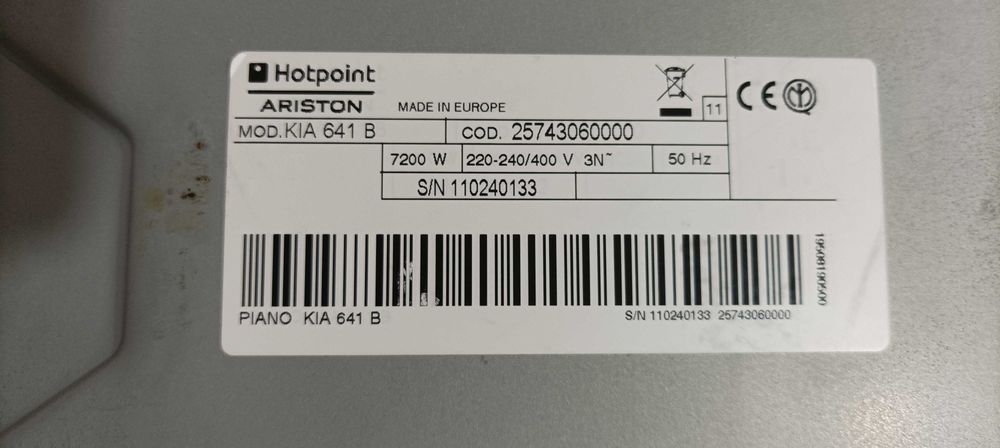 Hotpoint
ARISTON MADE IN EUROPE
11
MOD. KIA 641 B COD. 25743060000
7200 W 220-240/400 V 3N~ 50 Hz
S/N 110240133
19508190500
PIANO KIA 641 B S/N 110240133 25743060000